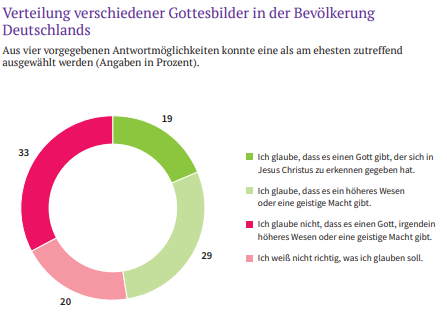 Verteilung verschiedener Gottesbilder in der Bevölkerung
Deutschlands
Aus vier vorgegebenen Antwortmöglichkeiten konnte eine als am ehesten zutreffend
ausgewählt werden (Angaben in Prozent).
19
33
29
20
Ich glaube, dass es einen Gott gibt, der sich in
Jesus Christus zu erkennen gegeben hat.
Ich glaube, dass es ein höheres Wesen
oder eine geistige Macht gibt.
Ich glaube nicht, dass es einen Gott, irgendein
höheres Wesen oder eine geistige Macht gibt.
Ich weiß nicht richtig, was ich glauben soll.